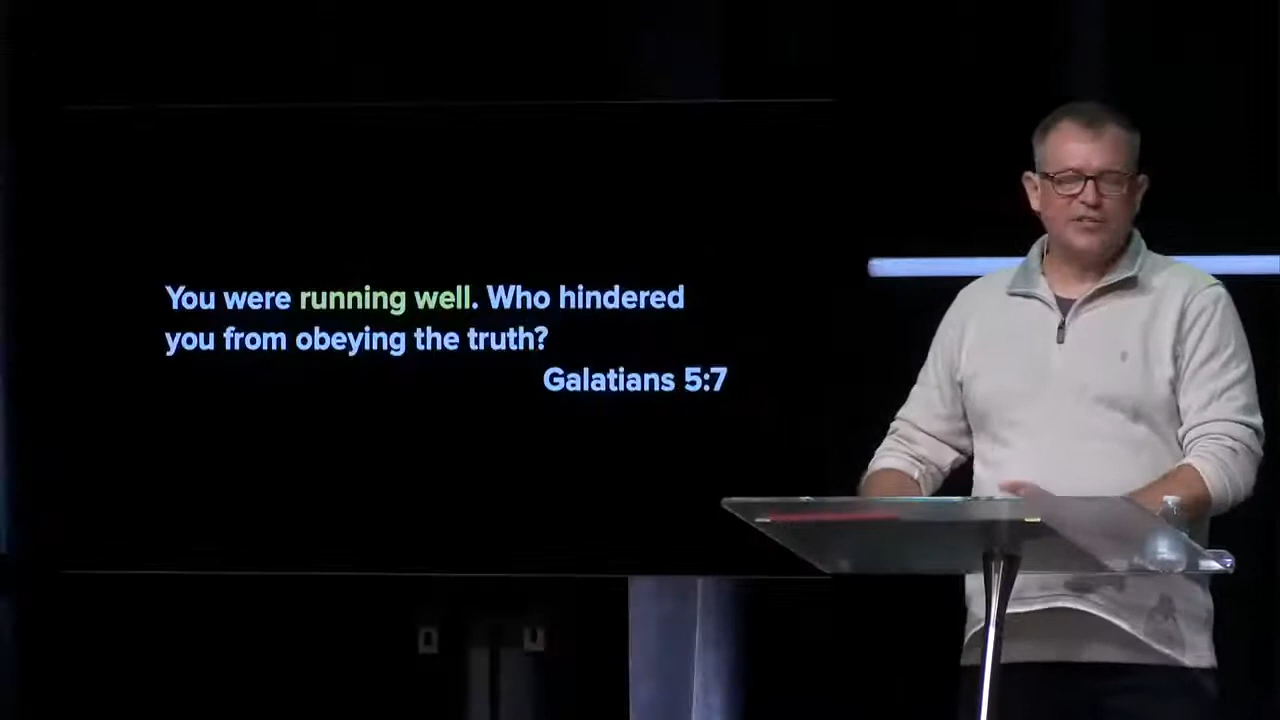 You were running well. Who hindered
you from obeying the truth?
Galatians 5:7